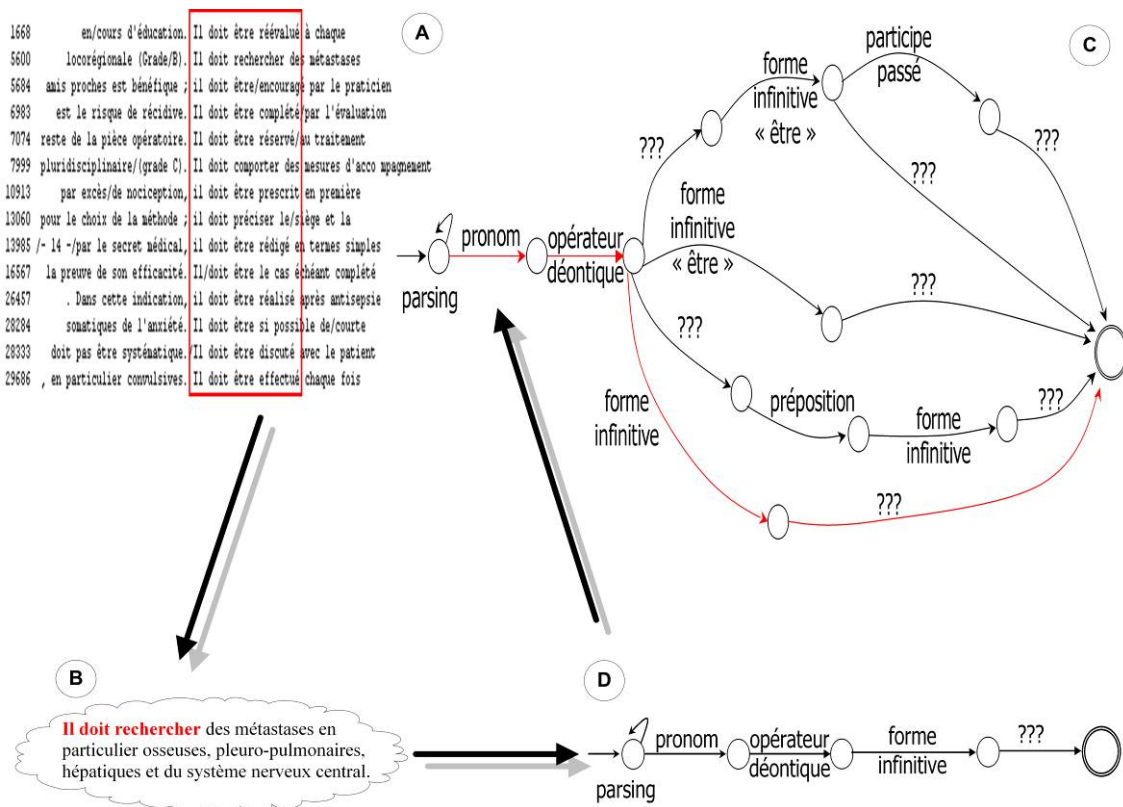 1668 en/cours d'éducation. Il doit être réévalué à chaque
5600 locorégionale (Grade/B). Il doit rechercher des métastases
5684 amis proches est bénéfique ; il doit être/encouragé par le praticien
6983 est le risque de récidive. Il doit être complété/par l'évaluation
7074 reste de la pièce opératoire. Il doit être réservé/au traitement
7999 pluridisciplinaire/(grade C). Il doit comporter des mesures d'acco mpagnement
10913 par excès/de nociception, il doit être prescrit en première
13060 pour le choix de la méthode ; il doit préciser le/siège et la
13985 /- 14 -/par le secret médical, il doit être rédigé en termes simples
16567 la preuve de son efficacité. Il/doit être le cas échéant complété
26457 . Dans cette indication, il doit être réalisé après antisepsie
28284 somatiques de l'anxiété. Il doit être si possible de/courte
28333 doit pas être systématique./Il doit être discuté avec le patient
29686 , en particulier convulsives. Il doit être effectué chaque fois
A
C
parsing
pronom
opérateur
déontique
???
forme
infinitive
« être »
participe
passé
???
???
forme
infinitive
« être »
???
???
préposition
forme
infinitive
???
forme
infinitive
???
B
Il doit rechercher des métastases en
particulier osseuses, pleuro-pulmonaires,
hépatiques et du système nerveux central.
D
parsing
pronom
opérateur
déontique
forme
infinitive
???